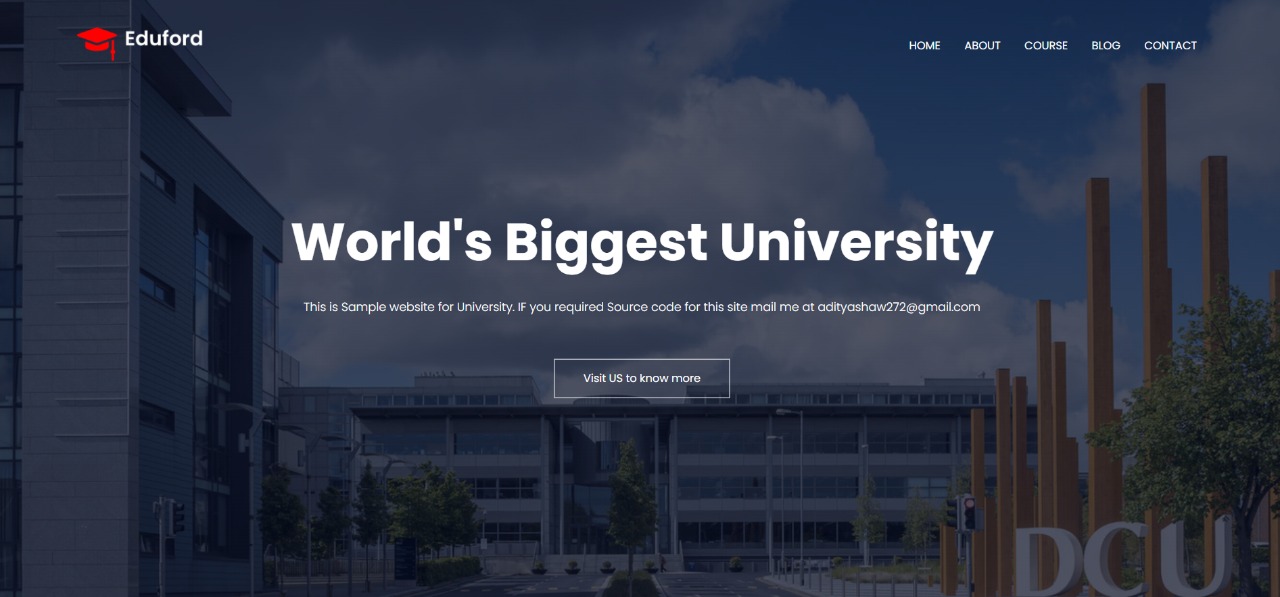 Eduford
HOME ABOUT COURSE BLOG CONTACT
World's Biggest University
This is Sample website for University. IF you required Source code for this site mail me at adityashaw272@gmail.com
Visit US to know more
DCU